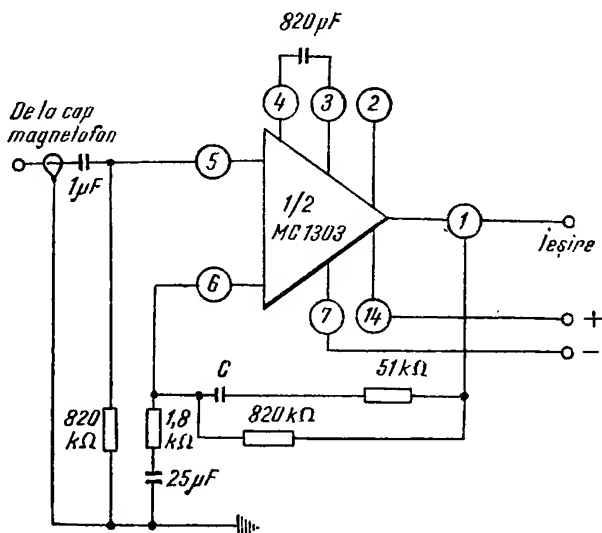 820 pF
4
3
2
De la cap
magnetofon
1µF
5
1/2
MC 1303
1
Ieșire
6
7
14
+
−
C
51 kΩ
820 kΩ
820
kΩ
1,8
kΩ
25µF